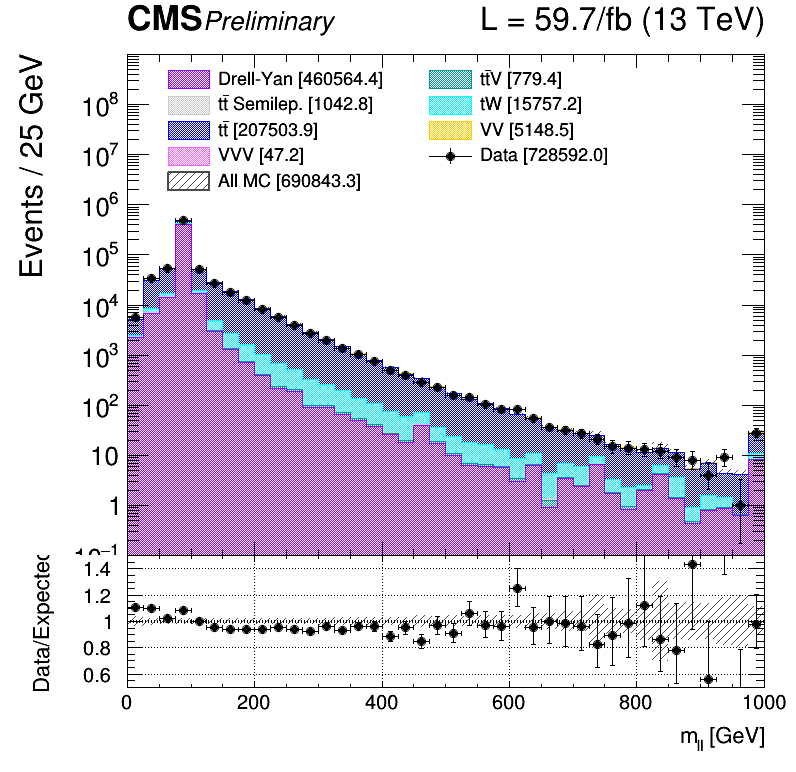 CMS Preliminary L = 59.7/fb (13 TeV)
Events / 25 GeV
Drell-Yan [460564.4]
tt̄ Semilep. [1042.8]
tt̄ [207503.9]
VVV [47.2]
All MC [690843.3]
tt̄V [779.4]
tW [15757.2]
VV [5148.5]
Data [728592.0]
10⁸
10⁷
10⁶
10⁵
10⁴
10³
10²
10
1
10⁻¹
Data/Expected
1.4
1.2
1
0.8
0.6
0 200 400 600 800 1000
m_ll [GeV]